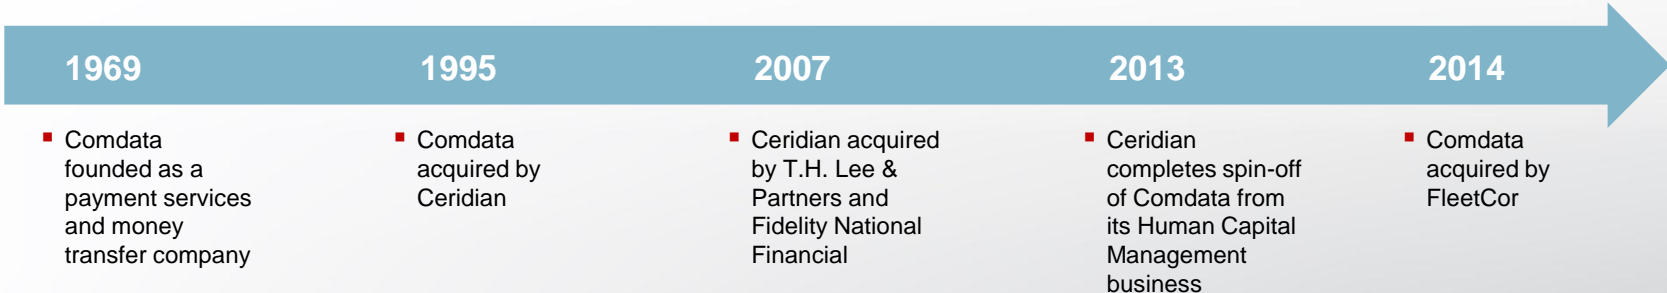 1969
1995
2007
2013
2014
Comdata
founded as a
payment services
and money
transfer company
Comdata
acquired by
Ceridian
Ceridian acquired
by T.H. Lee &
Partners and
Fidelity National
Financial
Ceridian
completes spin-off
of Comdata from
its Human Capital
Management
business
Comdata
acquired by
FleetCor